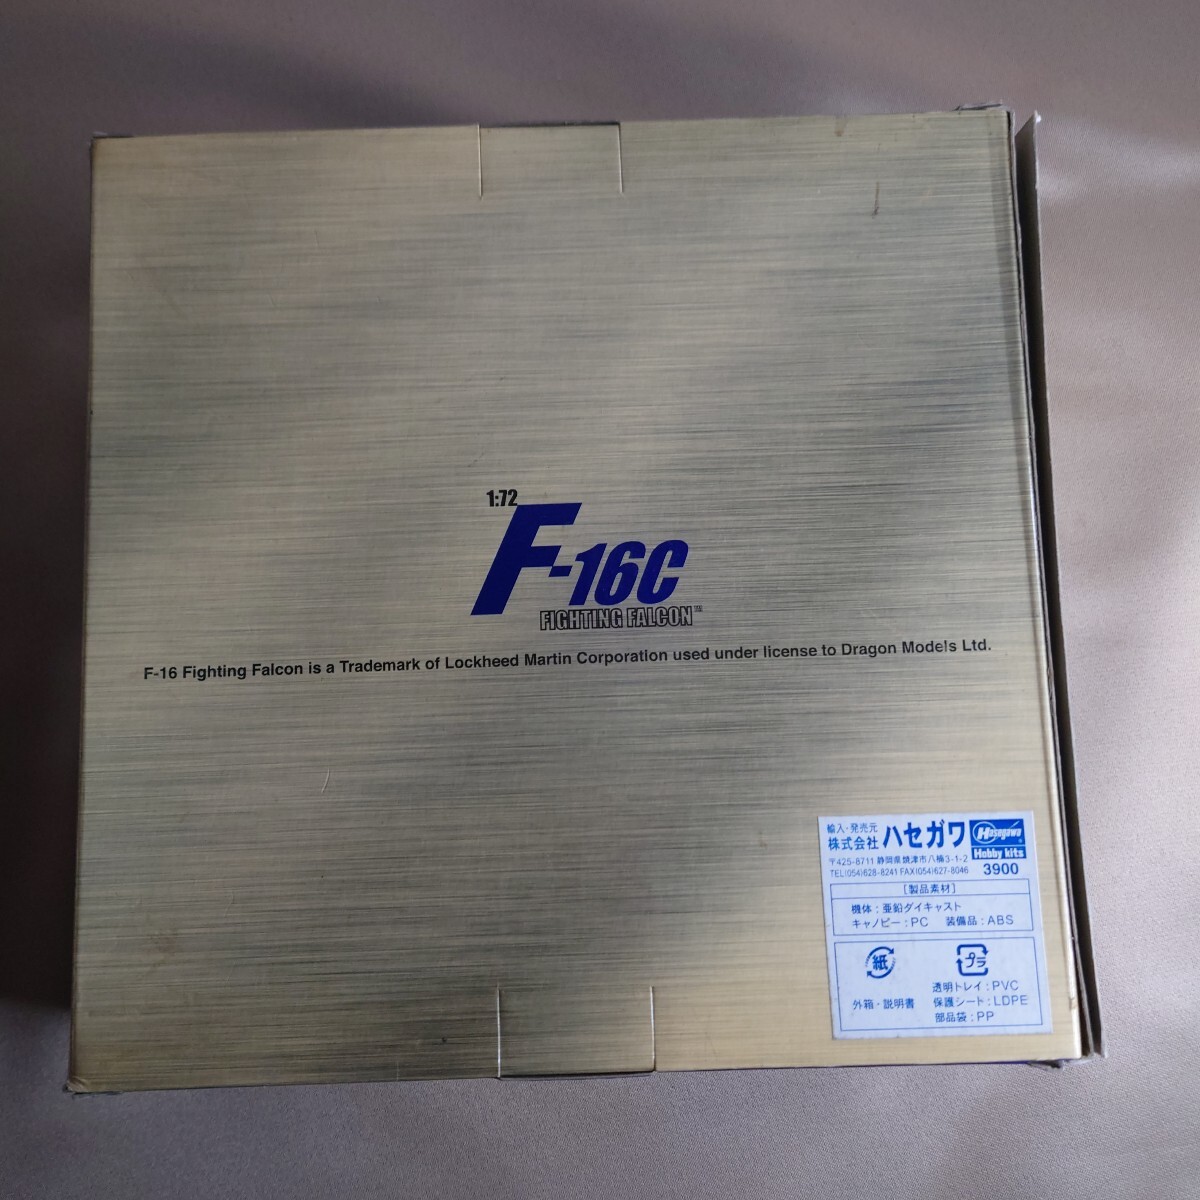 1:72
F-16C
FIGHTING FALCON™
F-16 Fighting Falcon is a Trademark of Lockheed Martin Corporation used under license to Dragon Models Ltd.
輸入・発売元
株式会社 ハセガワ
Hasegawa
Hobby kits
〒425-8711 静岡県焼津市八楠3-1-2
TEL(054)628-8241 FAX(054)627-8046
3900
[製品素材]
機体:亜鉛ダイキャスト
キャノピー:PC 装備品:ABS
紙
外箱・説明書
プラ
透明トレイ:PVC
保護シート:LDPE
部品袋:PP